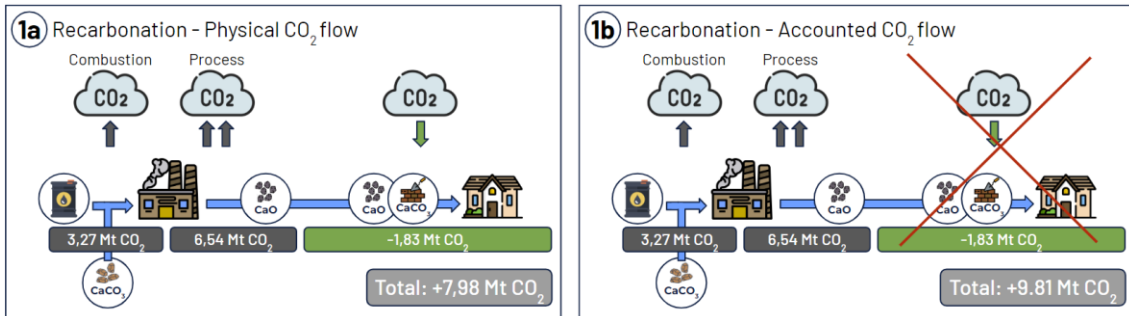 1a Recarbonation - Physical CO₂ flow
Combustion Process
CO₂ CO₂ CO₂
CaO CaO CaCO₃
3,27 Mt CO₂ 6,54 Mt CO₂ -1,83 Mt CO₂
CaCO₃
Total: +7,98 Mt CO₂
1b Recarbonation - Accounted CO₂ flow
Combustion Process
CO₂ CO₂ CO₂
CaO CaO CaCO₃
3,27 Mt CO₂ 6,54 Mt CO₂ -1,83 Mt CO₂
CaCO₃
Total: +9.81 Mt CO₂